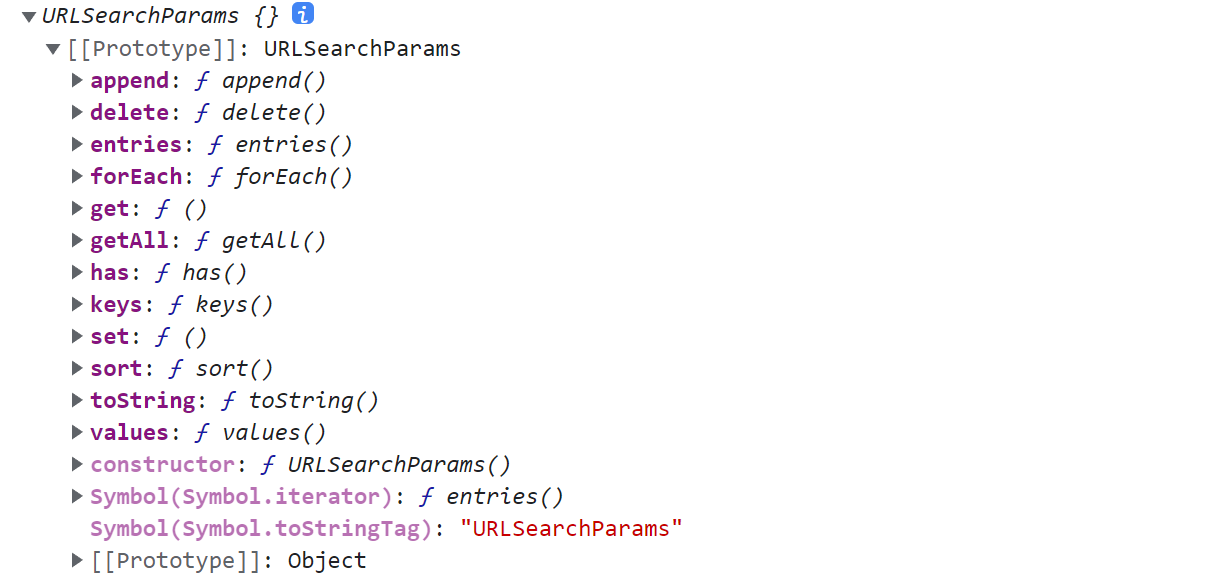 URLSearchParams {} i
[[Prototype]]: URLSearchParams
append: ƒ append()
delete: ƒ delete()
entries: ƒ entries()
forEach: ƒ forEach()
get: ƒ ()
getAll: ƒ getAll()
has: ƒ has()
keys: ƒ keys()
set: ƒ ()
sort: ƒ sort()
toString: ƒ toString()
values: ƒ values()
constructor: ƒ URLSearchParams()
Symbol(Symbol.iterator): ƒ entries()
Symbol(Symbol.toStringTag): "URLSearchParams"
[[Prototype]]: Object